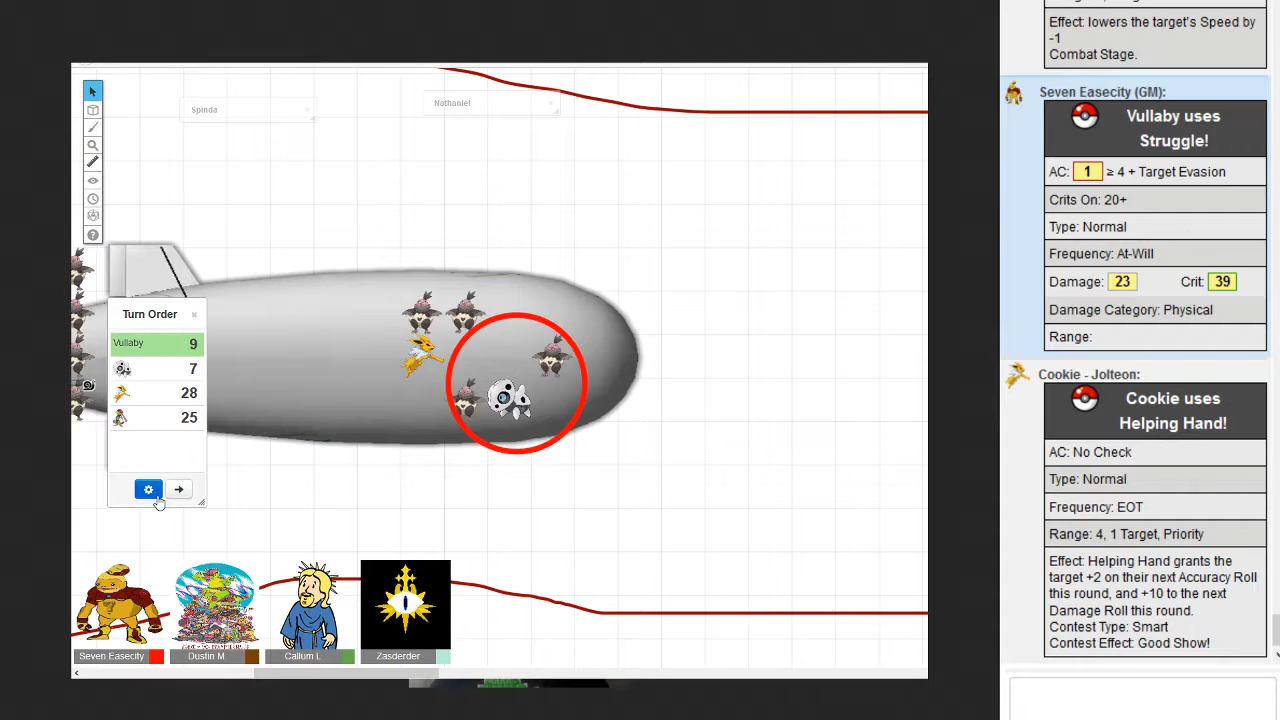 Spinda ×
Nathaniel ×
Turn Order ×
Vullaby 9
7
28
25
Seven Easecity
Dustin M
Callum L
Zasderder
Effect: lowers the target's Speed by
-1
Combat Stage.
Seven Easecity (GM):
Vullaby uses
Struggle!
AC: 1 ≥ 4 + Target Evasion
Crits On: 20+
Type: Normal
Frequency: At-Will
Damage: 23 Crit: 39
Damage Category: Physical
Range:
Cookie - Jolteon:
Cookie uses
Helping Hand!
AC: No Check
Type: Normal
Frequency: EOT
Range: 4, 1 Target, Priority
Effect: Helping Hand grants the
target +2 on their next Accuracy Roll
this round, and +10 to the next
Damage Roll this round.
Contest Type: Smart
Contest Effect: Good Show!